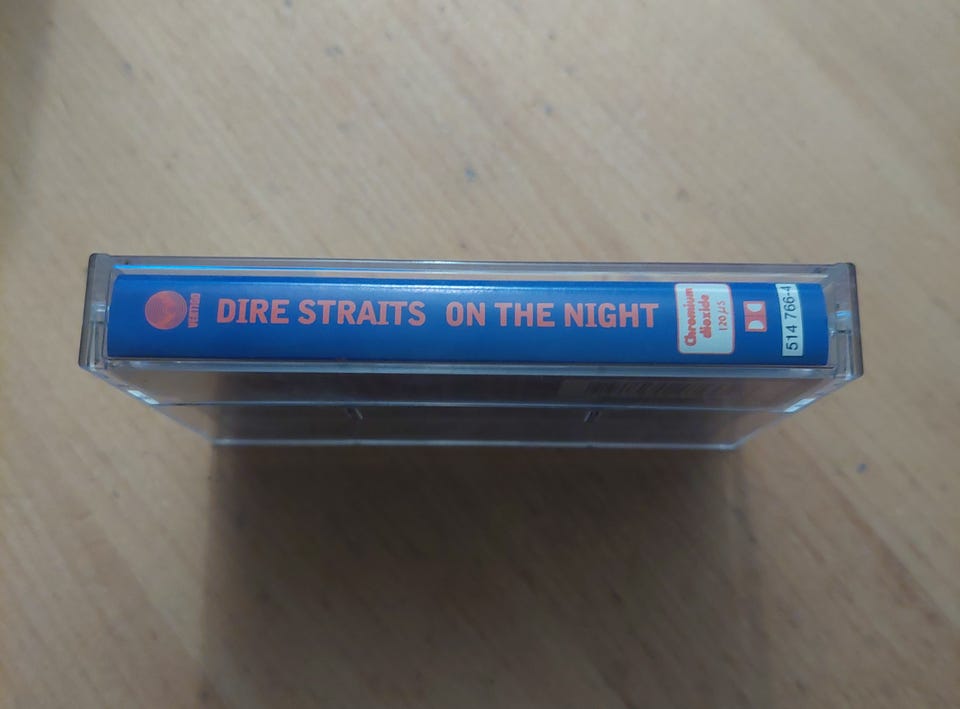 VERTIGO
DIRE STRAITS ON THE NIGHT
Chromium
dioxide
120 µs
514 766-4